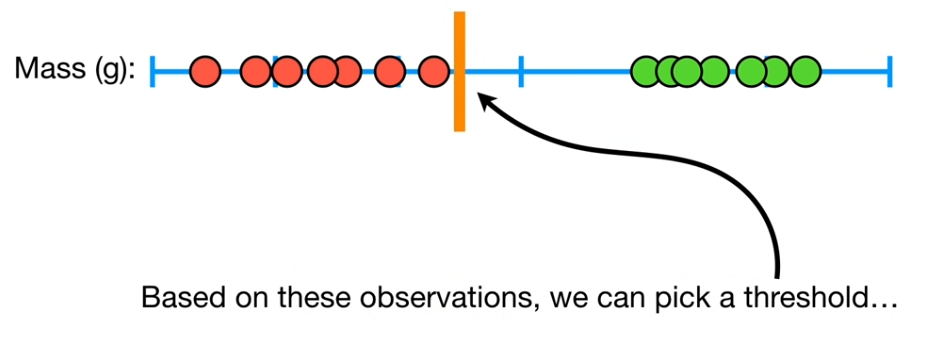 Mass (g):
Based on these observations, we can pick a threshold…